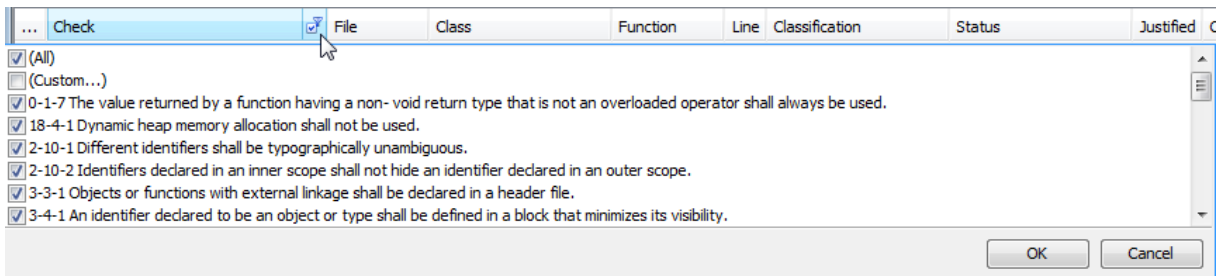 ... Check File Class Function Line Classification Status Justified C
(All)
(Custom...)
0-1-7 The value returned by a function having a non- void return type that is not an overloaded operator shall always be used.
18-4-1 Dynamic heap memory allocation shall not be used.
2-10-1 Different identifiers shall be typographically unambiguous.
2-10-2 Identifiers declared in an inner scope shall not hide an identifier declared in an outer scope.
3-3-1 Objects or functions with external linkage shall be declared in a header file.
3-4-1 An identifier declared to be an object or type shall be defined in a block that minimizes its visibility.
OK Cancel